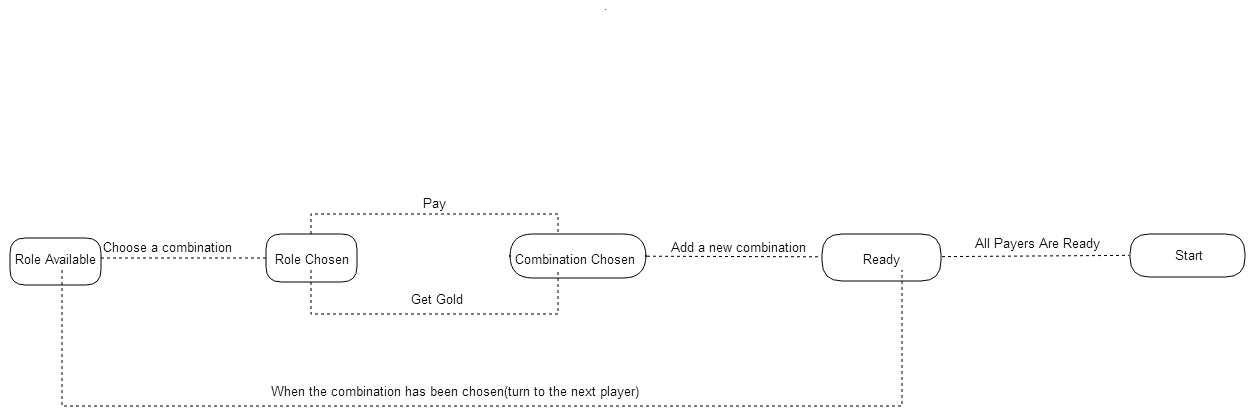 Pay
Choose a combination
Add a new combination
All Payers Are Ready
Role Available
Role Chosen
Combination Chosen
Ready
Start
Get Gold
When the combination has been chosen(turn to the next player)